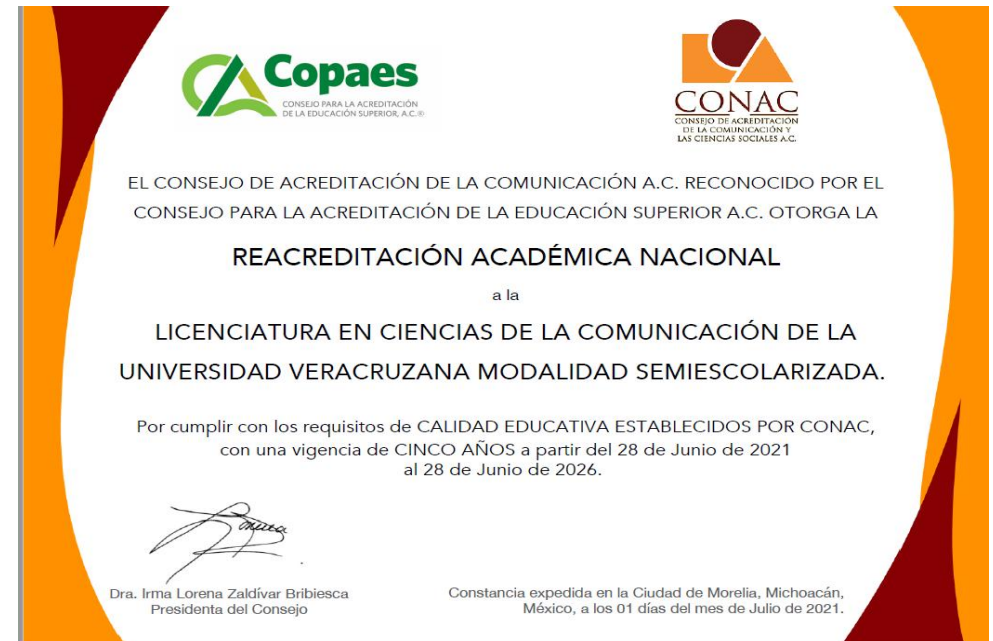 Copaes
CONSEJO PARA LA ACREDITACIÓN
DE LA EDUCACIÓN SUPERIOR, A.C.®
CONAC
CONSEJO DE ACREDITACIÓN
DE LA COMUNICACIÓN Y
LAS CIENCIAS SOCIALES A.C.
EL CONSEJO DE ACREDITACIÓN DE LA COMUNICACIÓN A.C. RECONOCIDO POR EL
CONSEJO PARA LA ACREDITACIÓN DE LA EDUCACIÓN SUPERIOR A.C. OTORGA LA
REACREDITACIÓN ACADÉMICA NACIONAL
a la
LICENCIATURA EN CIENCIAS DE LA COMUNICACIÓN DE LA
UNIVERSIDAD VERACRUZANA MODALIDAD SEMIESCOLARIZADA.
Por cumplir con los requisitos de CALIDAD EDUCATIVA ESTABLECIDOS POR CONAC,
con una vigencia de CINCO AÑOS a partir del 28 de Junio de 2021
al 28 de Junio de 2026.
Dra. Irma Lorena Zaldívar Bribiesca
Presidenta del Consejo
Constancia expedida en la Ciudad de Morelia, Michoacán,
México, a los 01 días del mes de Julio de 2021.